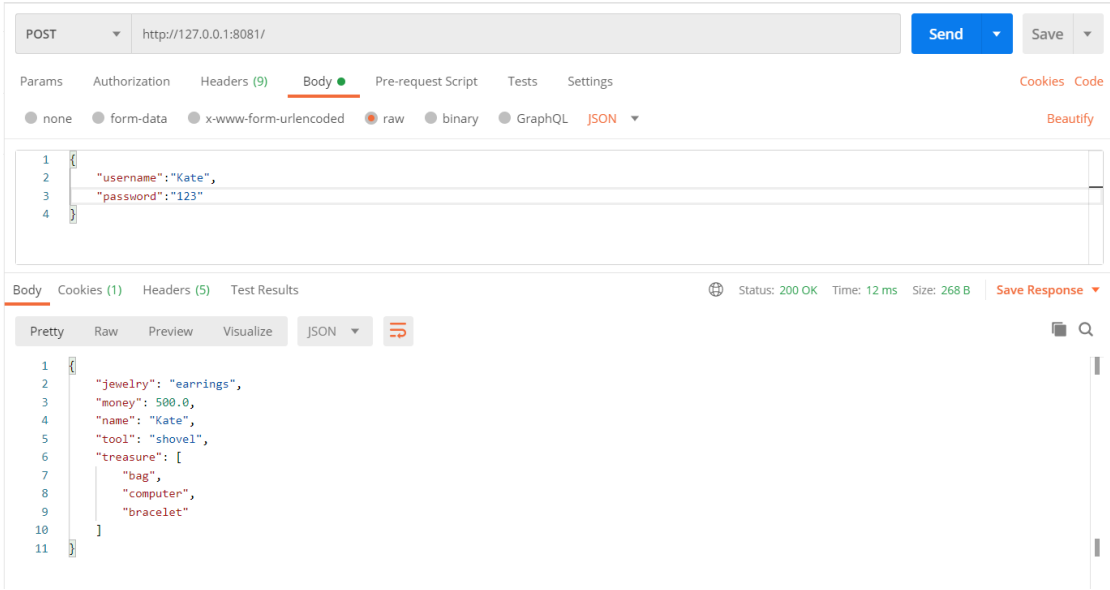 POST http://127.0.0.1:8081/ Send Save
Params Authorization Headers (9) Body Pre-request Script Tests Settings Cookies Code
none form-data x-www-form-urlencoded raw binary GraphQL JSON Beautify
1 {
2 "username":"Kate",
3 "password":"123"
4 }
Body Cookies (1) Headers (5) Test Results Status: 200 OK Time: 12 ms Size: 268 B Save Response
Pretty Raw Preview Visualize JSON
1 {
2 "jewelry": "earrings",
3 "money": 500.0,
4 "name": "Kate",
5 "tool": "shovel",
6 "treasure": [
7 "bag",
8 "computer",
9 "bracelet"
10 ]
11 }